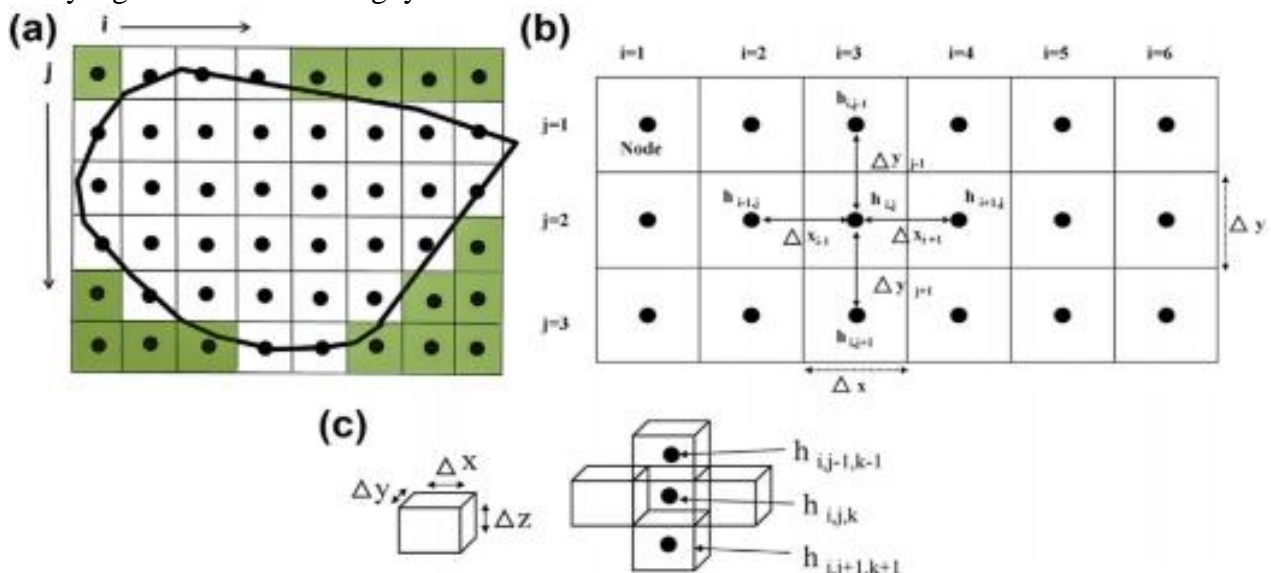 (a)
i
j
(b)
i=1 i=2 i=3 i=4 i=5 i=6
j=1
h i,j-1
Node
Δ y j-1
j=2
h i-1,j h i,j h i+1,j
Δ x i-1 Δ x i+1
Δ y
Δ y j+1
j=3
h i,j+1
Δ x
(c)
Δ x
Δ y
Δ z
h i,j-1,k-1
h i,j,k
h i,j+1,k+1